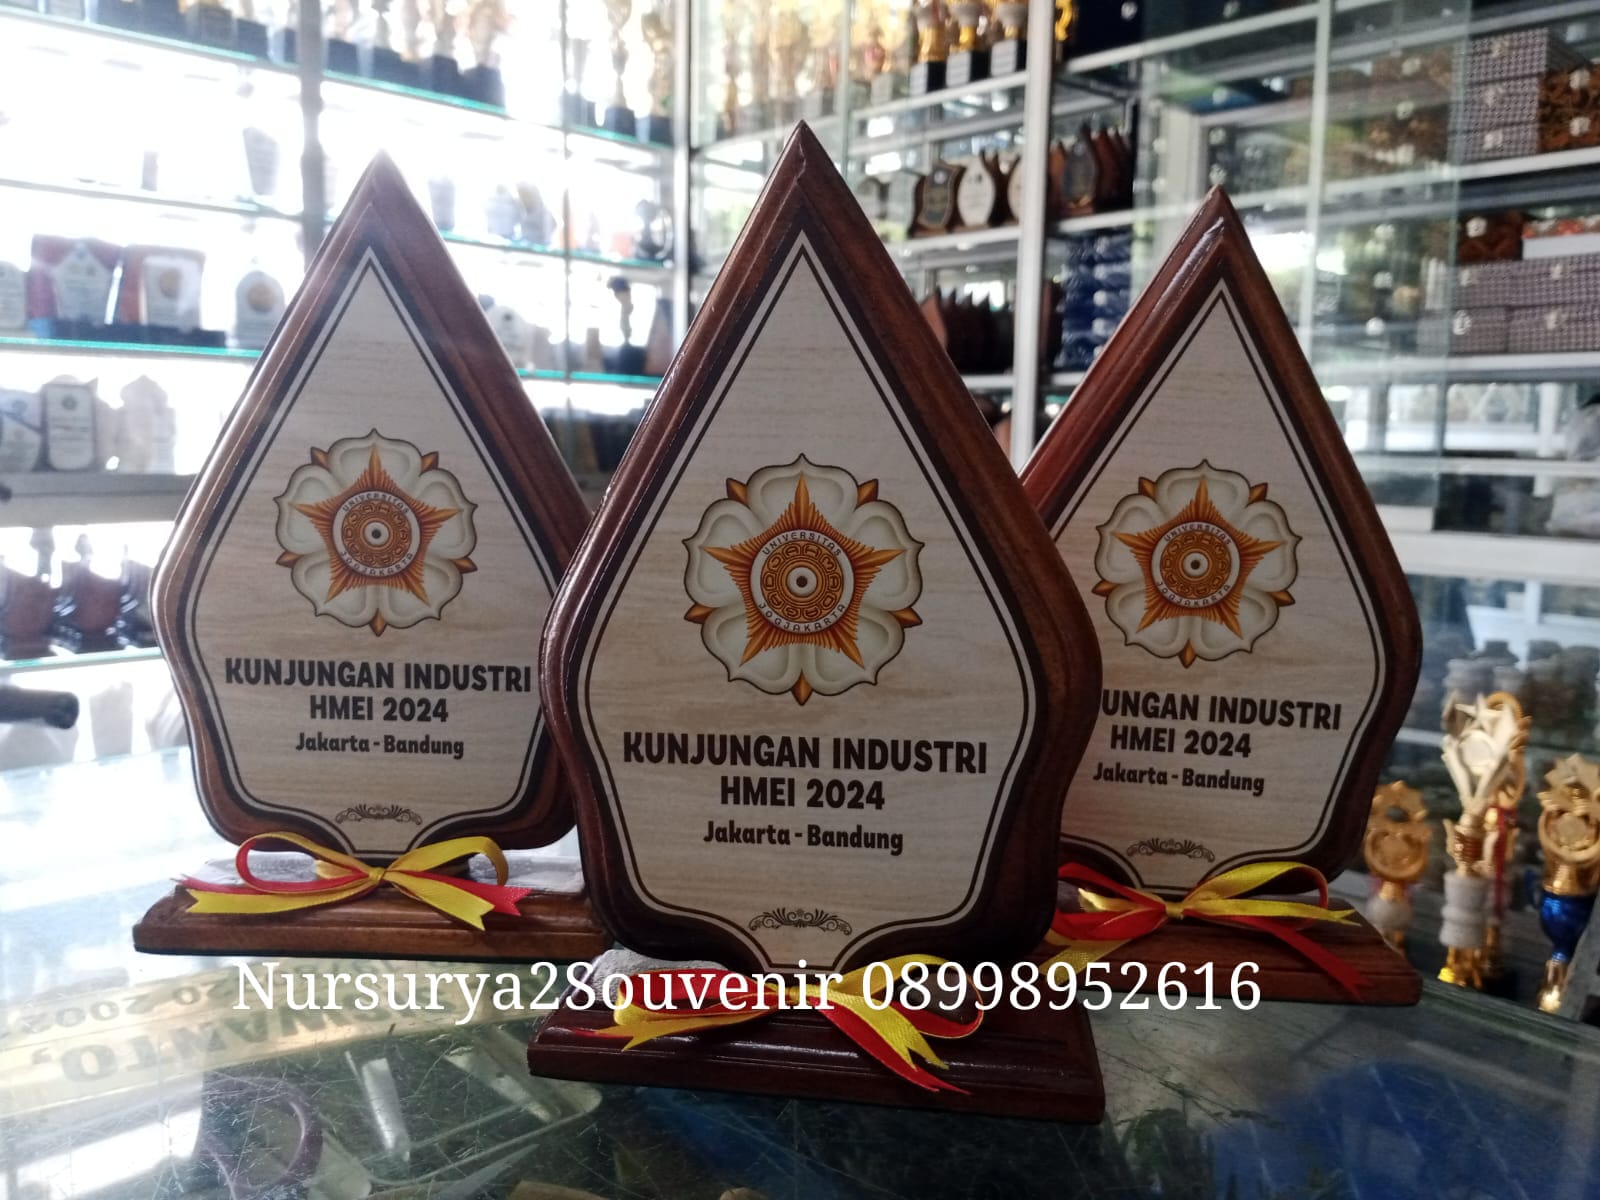 UNIVERSITAS
JOGJAKARTA
KUNJUNGAN INDUSTRI
HMEI 2024
Jakarta - Bandung
UNIVERSITAS
JOGJAKARTA
KUNJUNGAN INDUSTRI
HMEI 2024
Jakarta - Bandung
UNIVERSITAS
JOGJAKARTA
UNGAN INDUSTRI
HMEI 2024
Jakarta - Bandung
Nursurya2Souvenir 08998952616